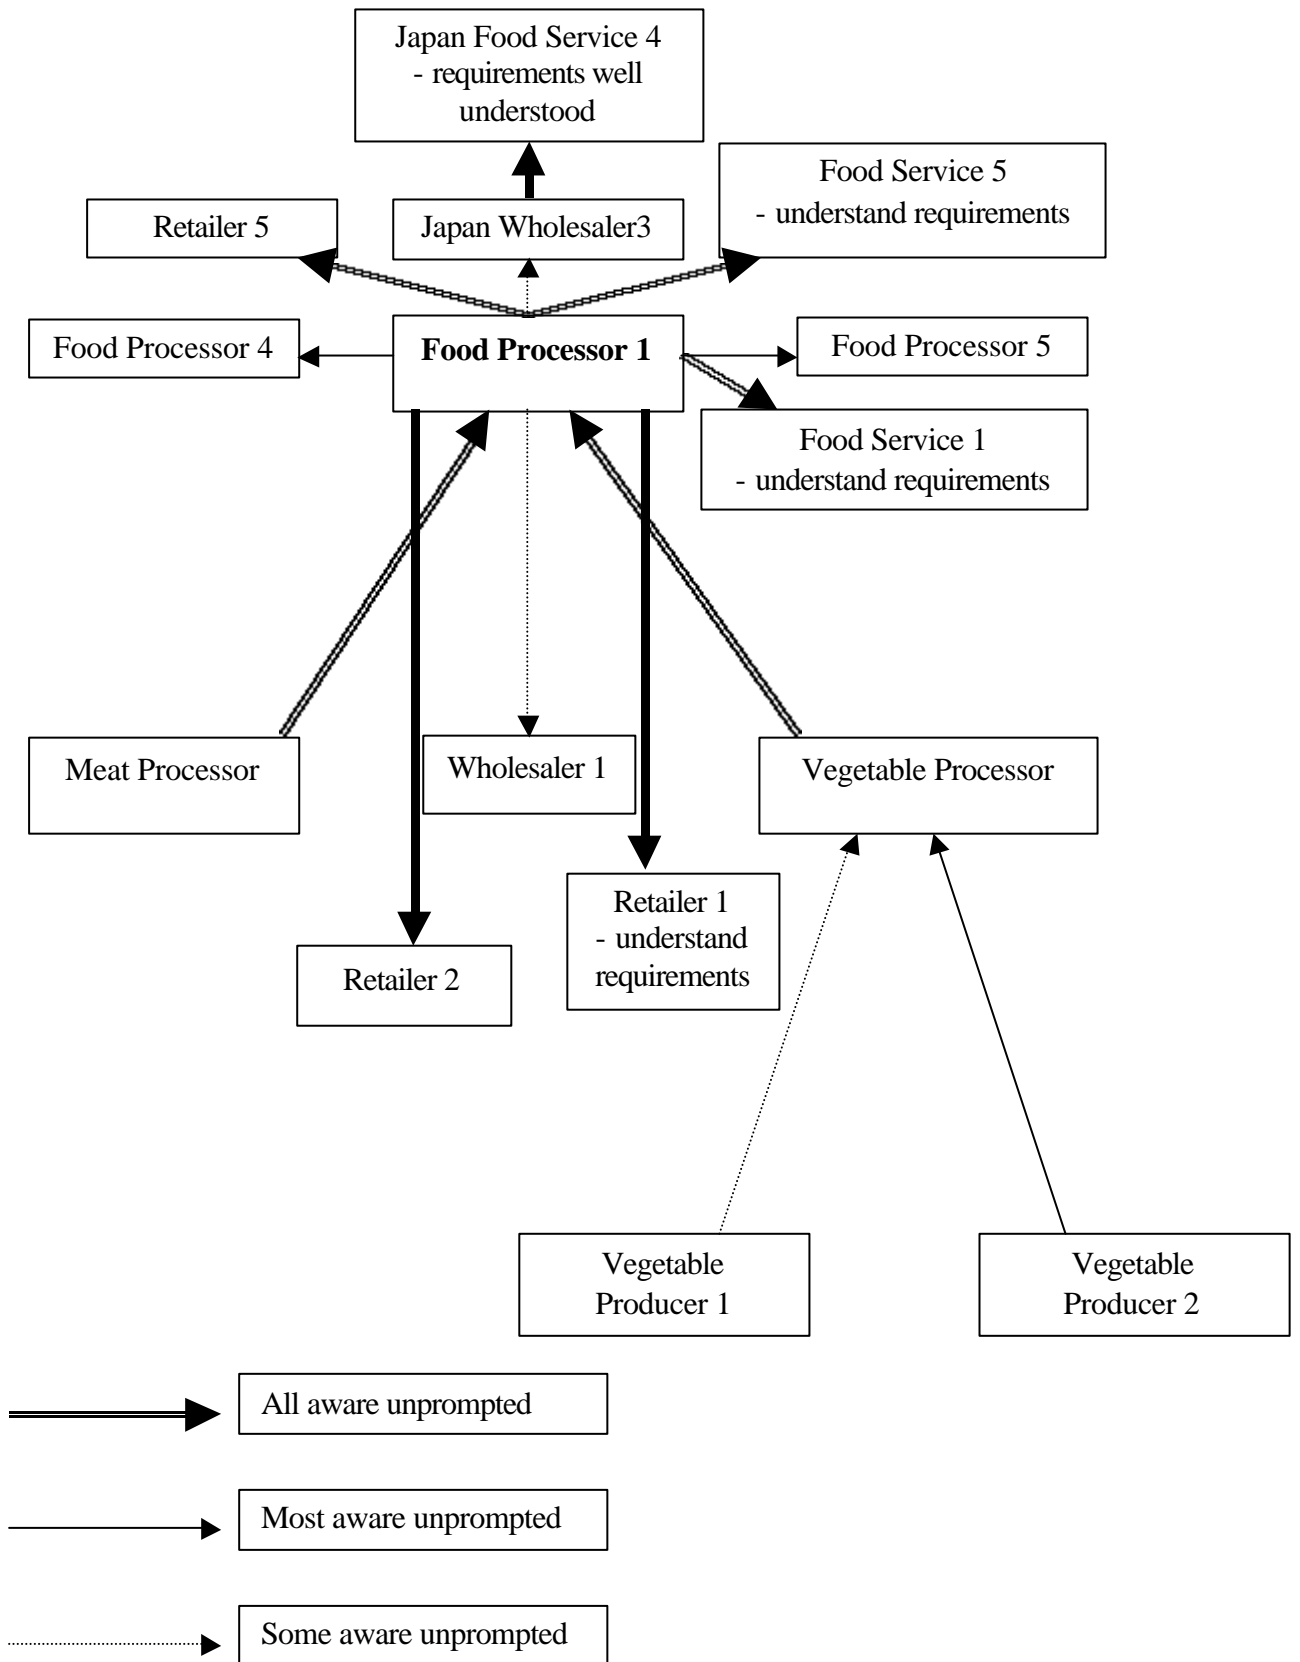 Japan Food Service 4
- requirements well
understood
Food Service 5
- understand requirements
Retailer 5
Japan Wholesaler3
Food Processor 4
Food Processor 1
Food Processor 5
Food Service 1
- understand requirements
Meat Processor
Wholesaler 1
Vegetable Processor
Retailer 1
- understand
requirements
Retailer 2
Vegetable
Producer 1
Vegetable
Producer 2
All aware unprompted
Most aware unprompted
Some aware unprompted